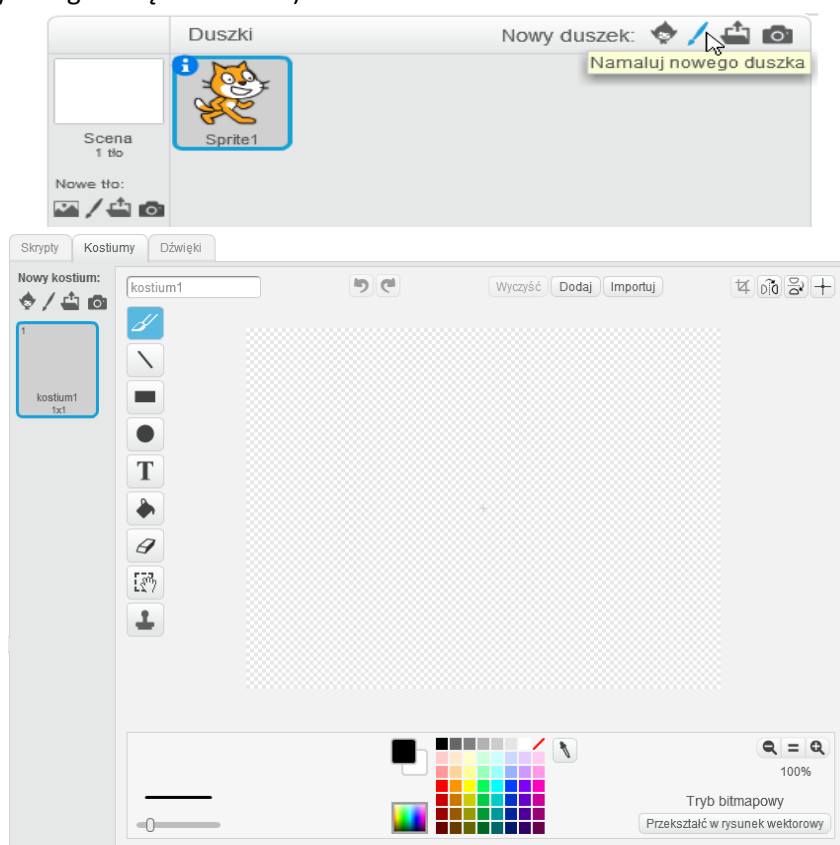 Duszki
Nowy duszek:
Namaluj nowego duszka
Scena
1 tło
Sprite1
Nowe tło:
Skrypty Kostiumy Dźwięki
Nowy kostium:
kostium1
Wyczyść Dodaj Importuj
1
kostium1
1x1
T
100%
Tryb bitmapowy
Przekształć w rysunek wektorowy